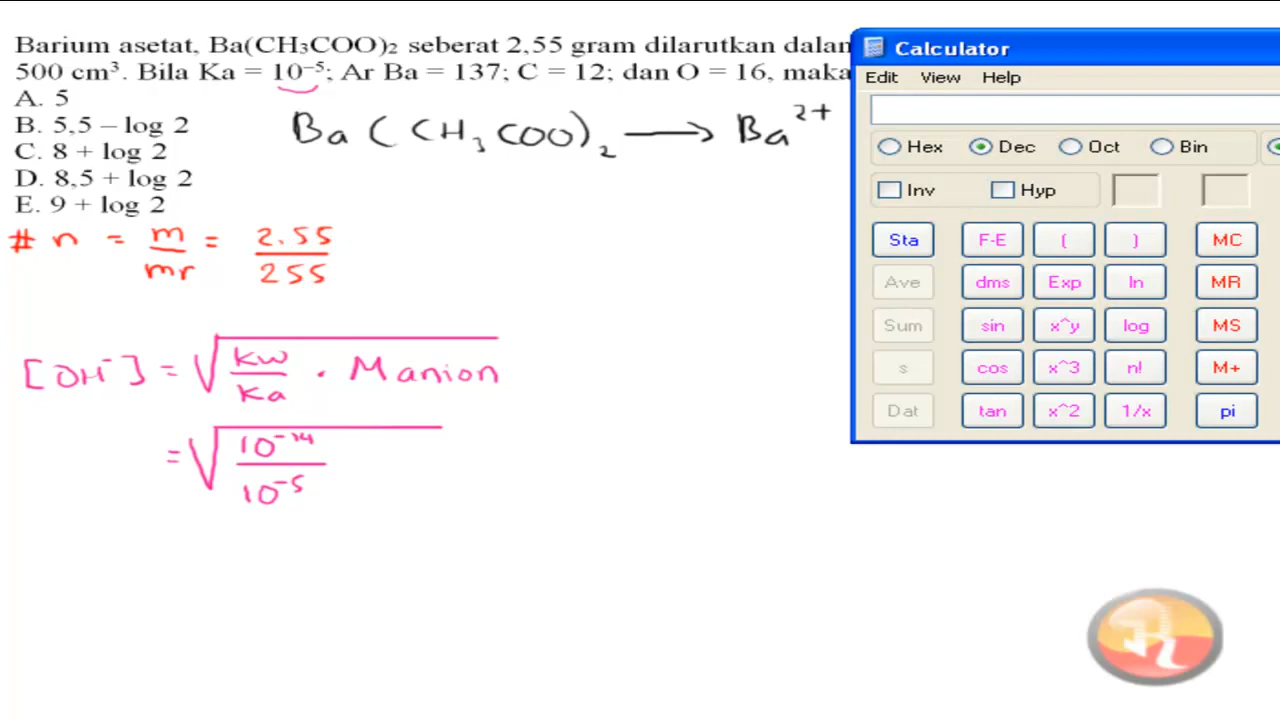 Barium asetat, Ba(CH3COO)2 seberat 2,55 gram dilarutkan dalam
500 cm³. Bila Ka = 10⁻⁵; Ar Ba = 137; C = 12; dan O = 16, maka
A. 5
B. 5,5 – log 2
C. 8 + log 2
D. 8,5 + log 2
E. 9 + log 2
Ba(CH₃COO)₂ → Ba²⁺
# n = m/mr = 2.55/255
[OH⁻] = √(kw/ka . Manion
= √(10⁻¹⁴/10⁻⁵
Calculator
Edit View Help
Hex Dec Oct Bin
Inv Hyp
Sta F-E ( ) MC
Ave dms Exp ln MR
Sum sin x^y log MS
s cos x^3 n! M+
Dat tan x^2 1/x pi